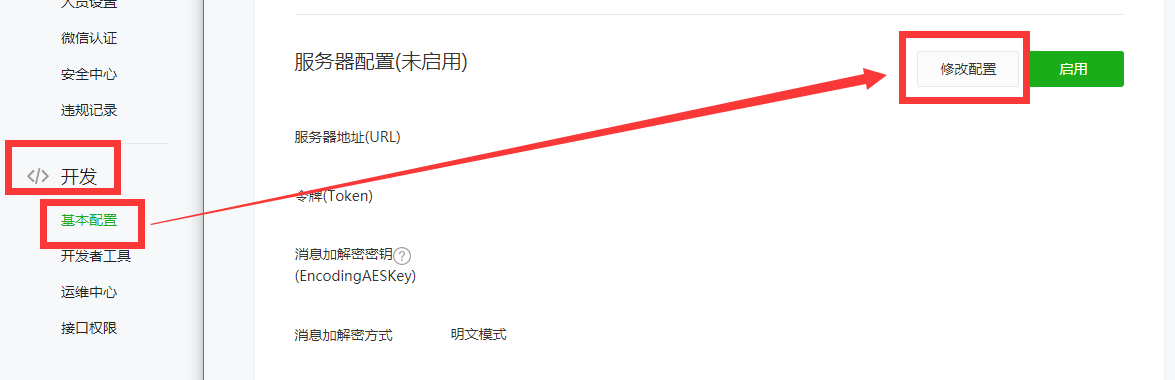 人员设置
微信认证
安全中心
违规记录
</> 开发
基本配置
开发者工具
运维中心
接口权限
服务器配置(未启用)
修改配置
启用
服务器地址(URL)
令牌(Token)
消息加解密密钥?
(EncodingAESKey)
消息加解密方式 明文模式